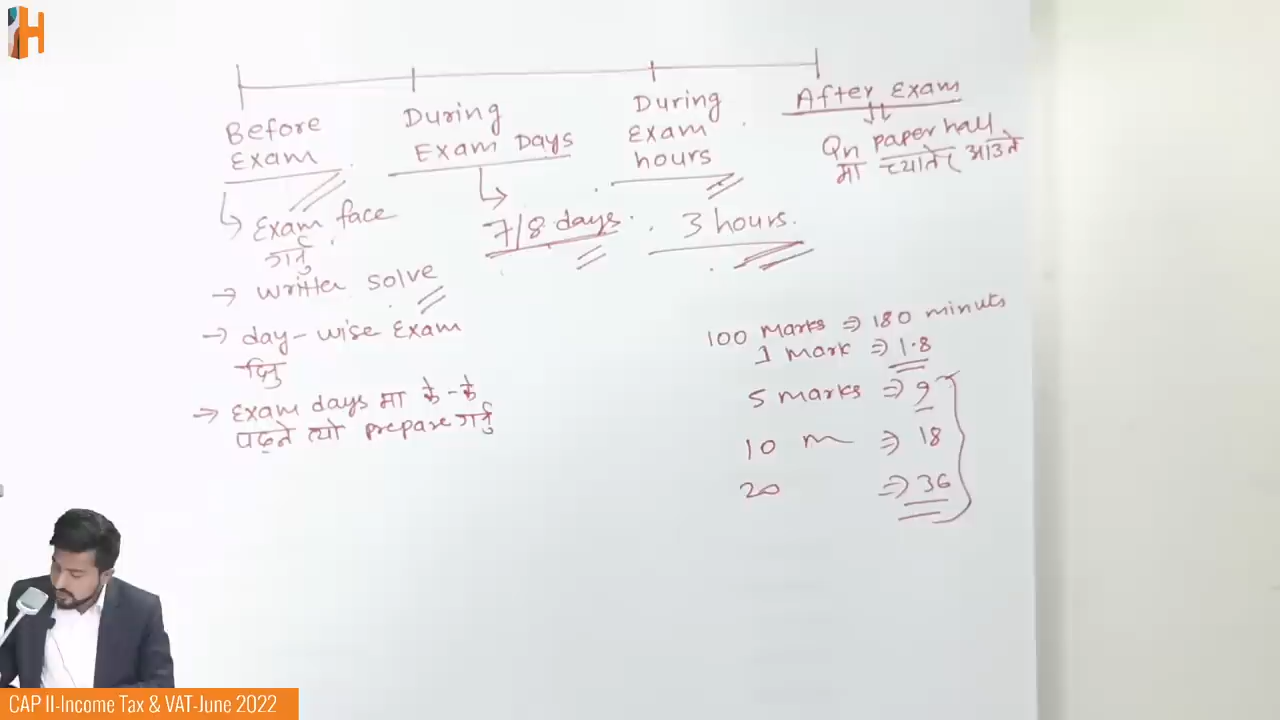 H
Before
Exam
During
Exam Days
During
Exam
hours
After Exam
Qn paper hall
मा च्यातेर आउने
Exam face
गर्नु
7/8 days.
3 hours.
→ written solve
→ day-wise Exam
दिनु
→ Exam days मा के-के
पढ्ने त्यो prepare गर्नु
100 Marks ⇒ 180 minuts
1 mark ⇒ 1.8
5 marks ⇒ 9
10 m ⇒ 18
20 ⇒ 36
CAP II-Income Tax & VAT-June 2022